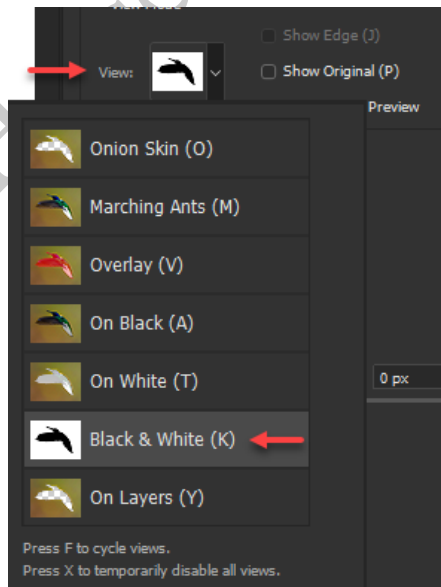 View Mode
Show Edge (J)
View:
Show Original (P)
Preview
Onion Skin (O)
Marching Ants (M)
Overlay (V)
On Black (A)
On White (T)
0 px
Black & White (K)
On Layers (Y)
Press F to cycle views.
Press X to temporarily disable all views.